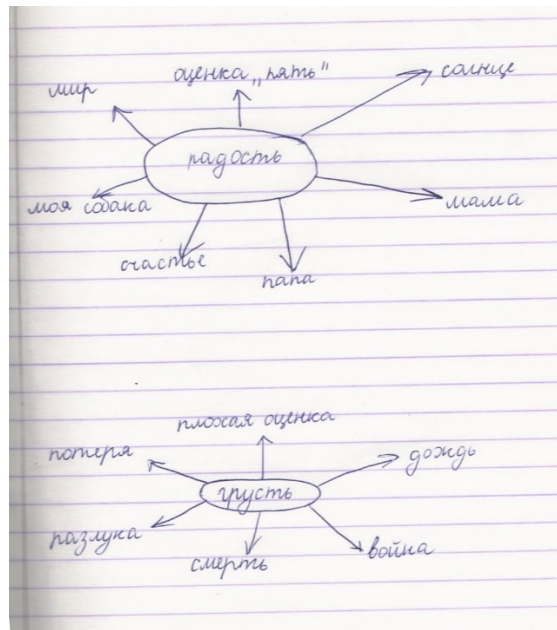 оценка „пять"
солнце
мир
радость
моя собака
мама
счастье
папа
плохая оценка
потеря
дождь
грусть
разлука
война
смерть